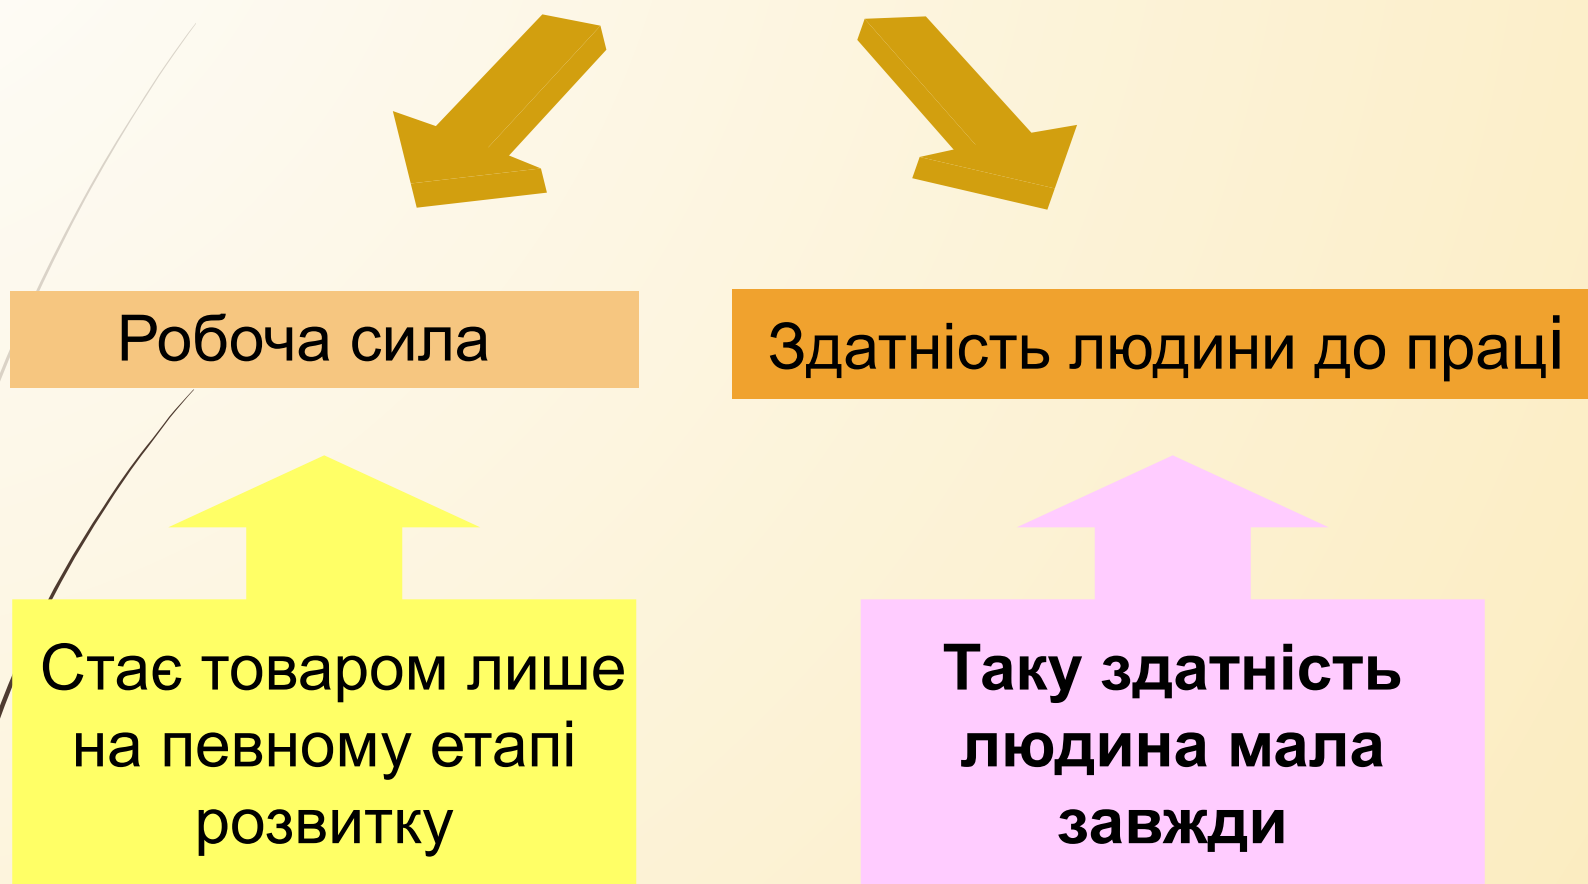 Робоча сила
Здатність людини до праці
Стає товаром лише
на певному етапі
розвитку
Таку здатність
людина мала
завжди